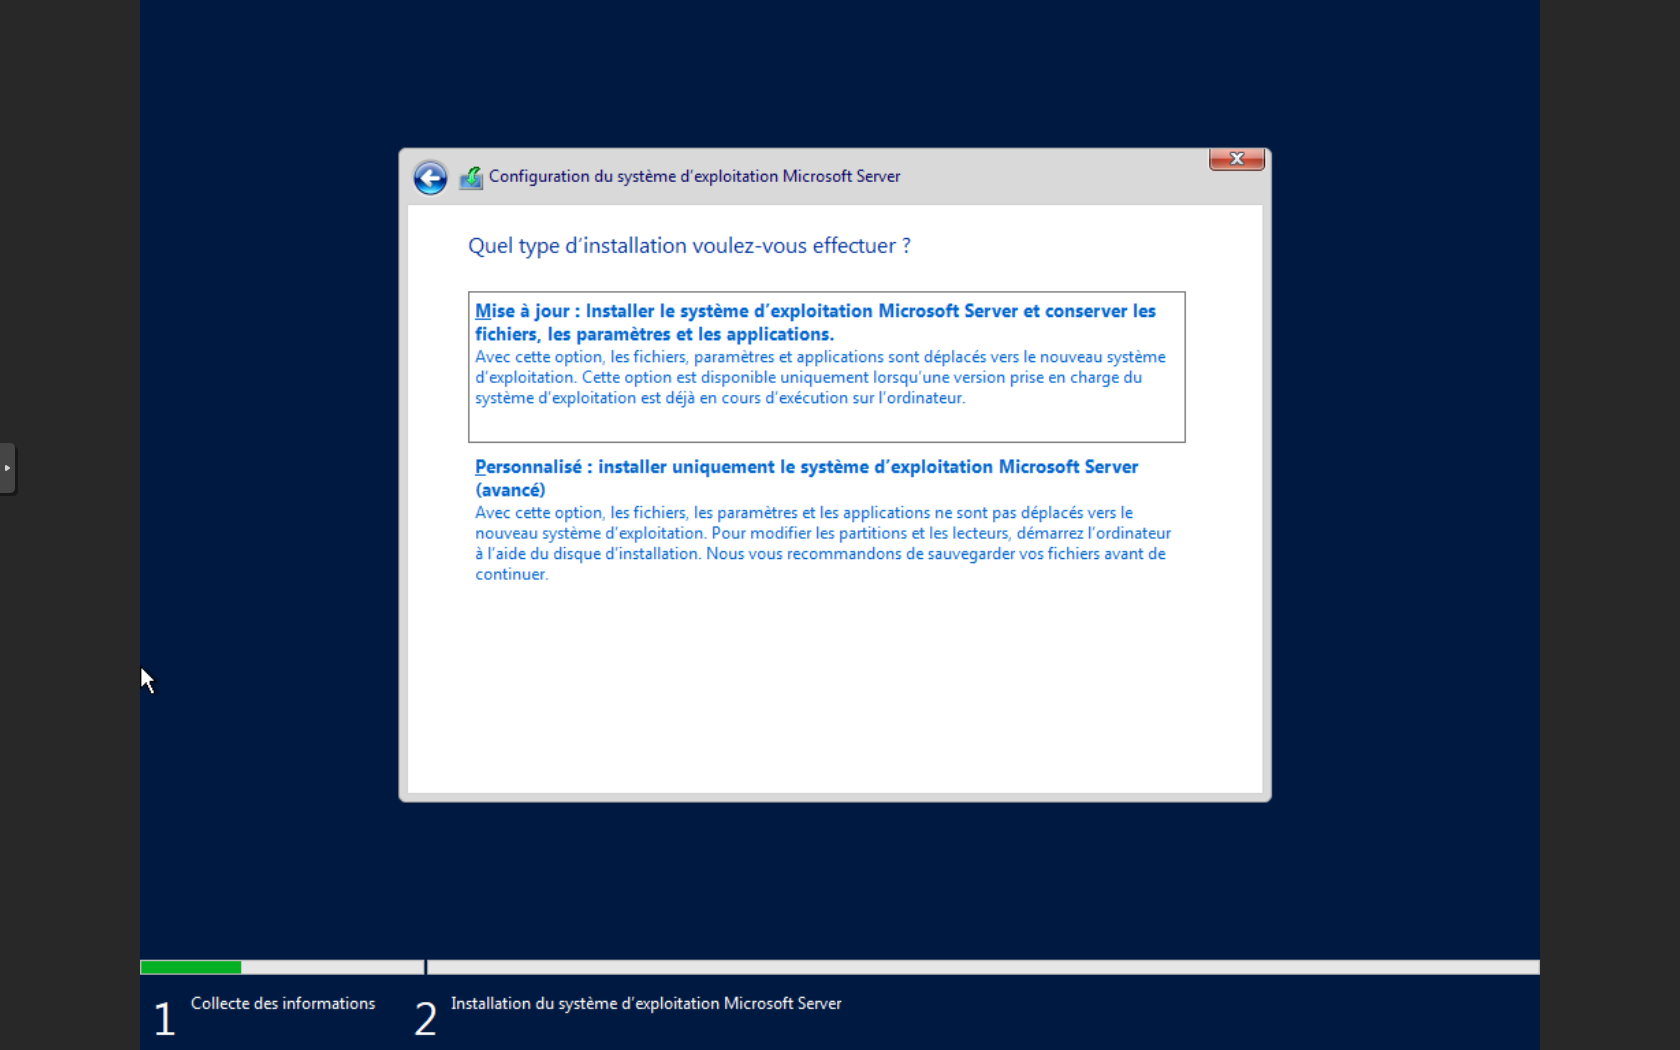 Configuration du système d'exploitation Microsoft Server
x
Quel type d'installation voulez-vous effectuer ?
Mise à jour : Installer le système d'exploitation Microsoft Server et conserver les
fichiers, les paramètres et les applications.
Avec cette option, les fichiers, paramètres et applications sont déplacés vers le nouveau système
d'exploitation. Cette option est disponible uniquement lorsqu'une version prise en charge du
système d'exploitation est déjà en cours d'exécution sur l'ordinateur.
Personnalisé : installer uniquement le système d'exploitation Microsoft Server
(avancé)
Avec cette option, les fichiers, les paramètres et les applications ne sont pas déplacés vers le
nouveau système d'exploitation. Pour modifier les partitions et les lecteurs, démarrez l'ordinateur
à l'aide du disque d'installation. Nous vous recommandons de sauvegarder vos fichiers avant de
continuer.
1 Collecte des informations
2 Installation du système d'exploitation Microsoft Server